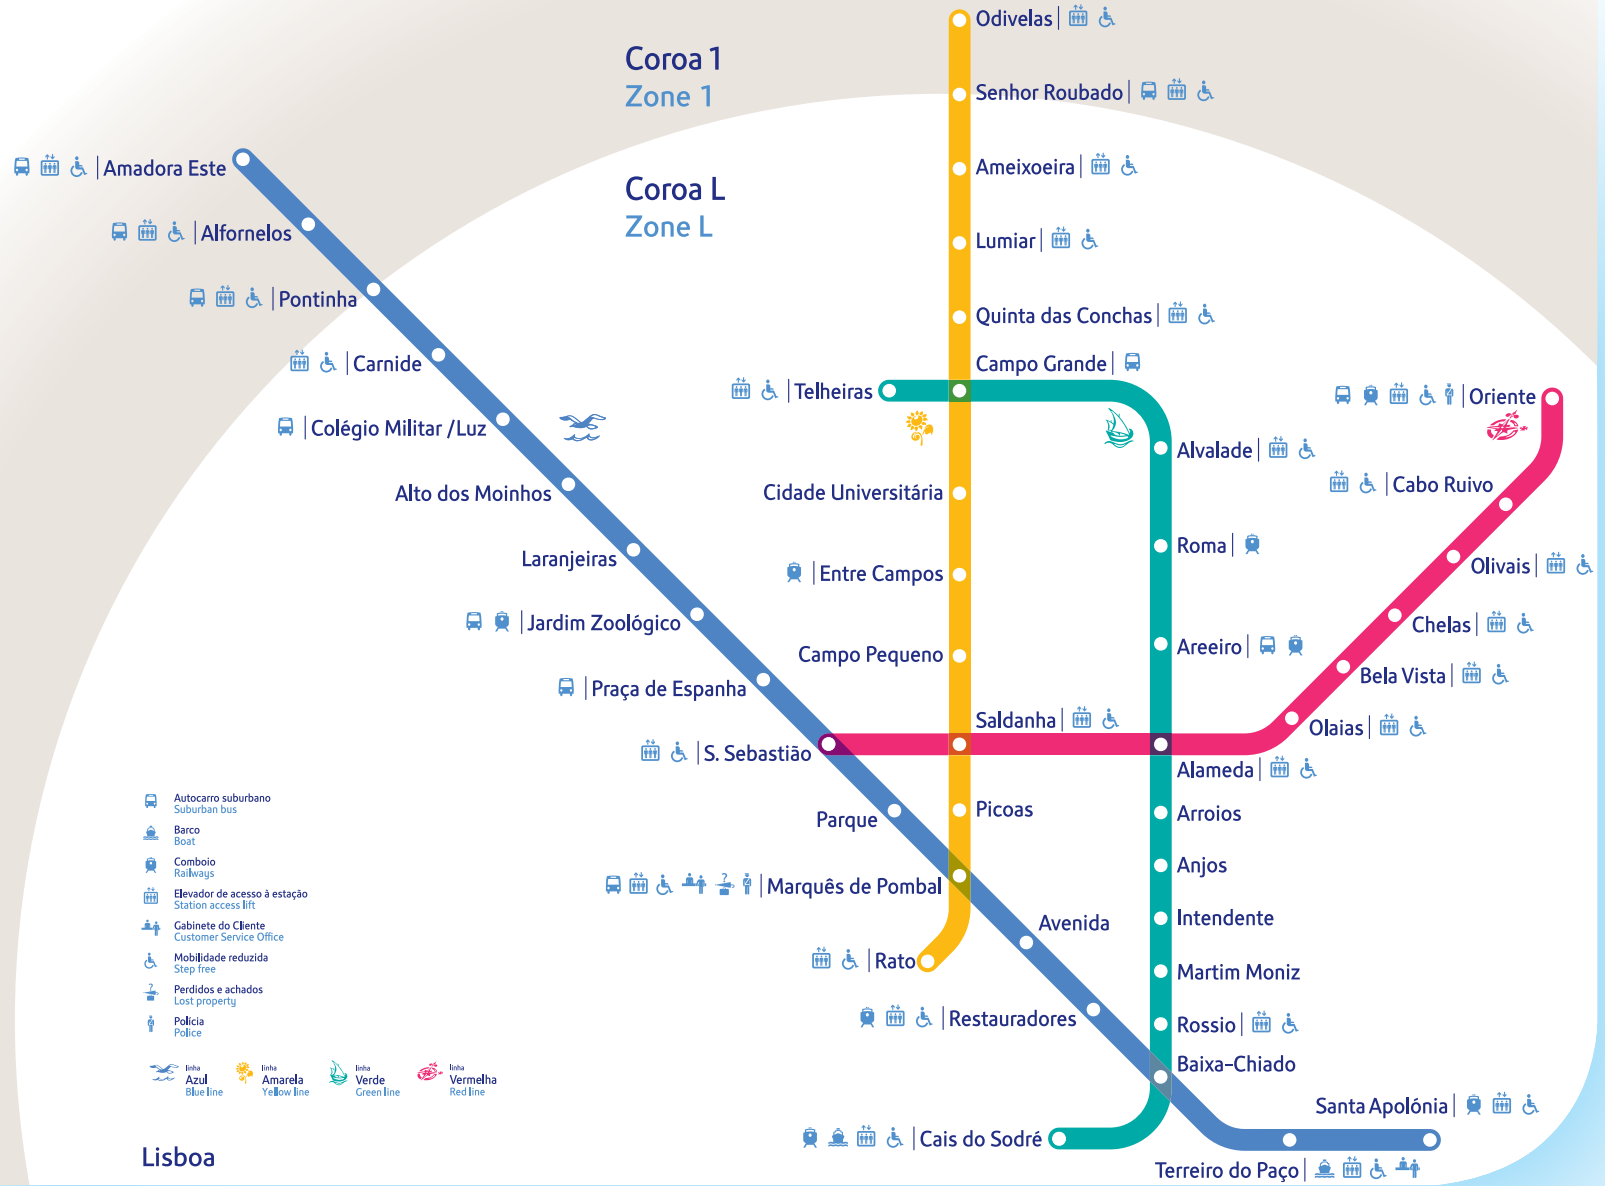 Odivelas
Coroa 1
Zone 1
Senhor Roubado
Amadora Este
Ameixoeira
Coroa L
Zone L
Alfornelos
Lumiar
Pontinha
Quinta das Conchas
Carnide
Campo Grande
Telheiras
Oriente
Colégio Militar /Luz
Alvalade
Cabo Ruivo
Alto dos Moinhos
Cidade Universitária
Roma
Laranjeiras
Olivais
Entre Campos
Jardim Zoológico
Chelas
Campo Pequeno
Areeiro
Bela Vista
Praça de Espanha
Saldanha
Olaias
S. Sebastião
Alameda
Picoas
Arroios
Parque
Anjos
Marquês de Pombal
Intendente
Avenida
Rato
Martim Moniz
Restauradores
Rossio
Baixa-Chiado
Santa Apolónia
Cais do Sodré
Terreiro do Paço
Autocarro suburbano
Suburban bus
Barco
Boat
Comboio
Railways
Elevador de acesso à estação
Station access lift
Gabinete do Cliente
Customer Service Office
Mobilidade reduzida
Step free
Perdidos e achados
Lost property
Polícia
Police
linha
Azul
Blue line
linha
Amarela
Yellow line
linha
Verde
Green line
linha
Vermelha
Red line
Lisboa